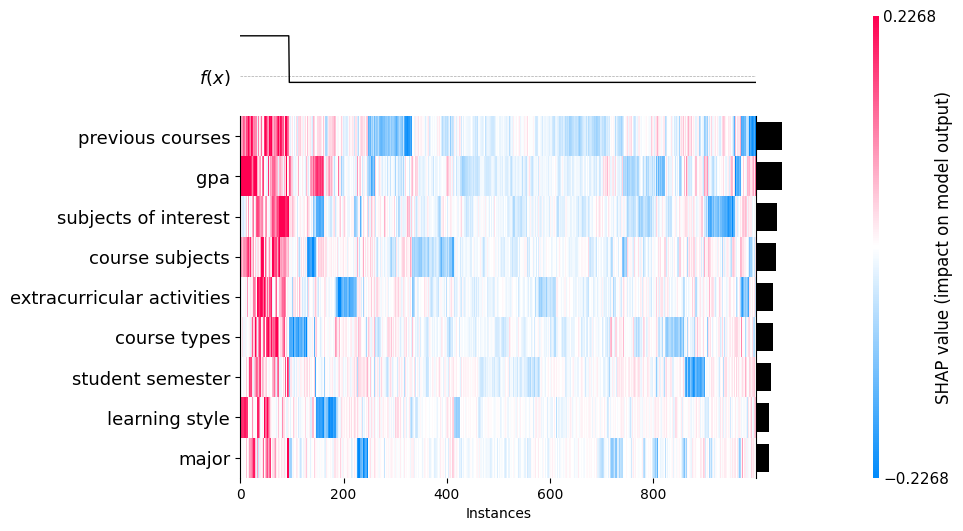 0.2268
f(x)
previous courses
gpa
subjects of interest
course subjects
extracurricular activities
course types
student semester
learning style
major
0 200 400 600 800
Instances
−0.2268
SHAP value (impact on model output)